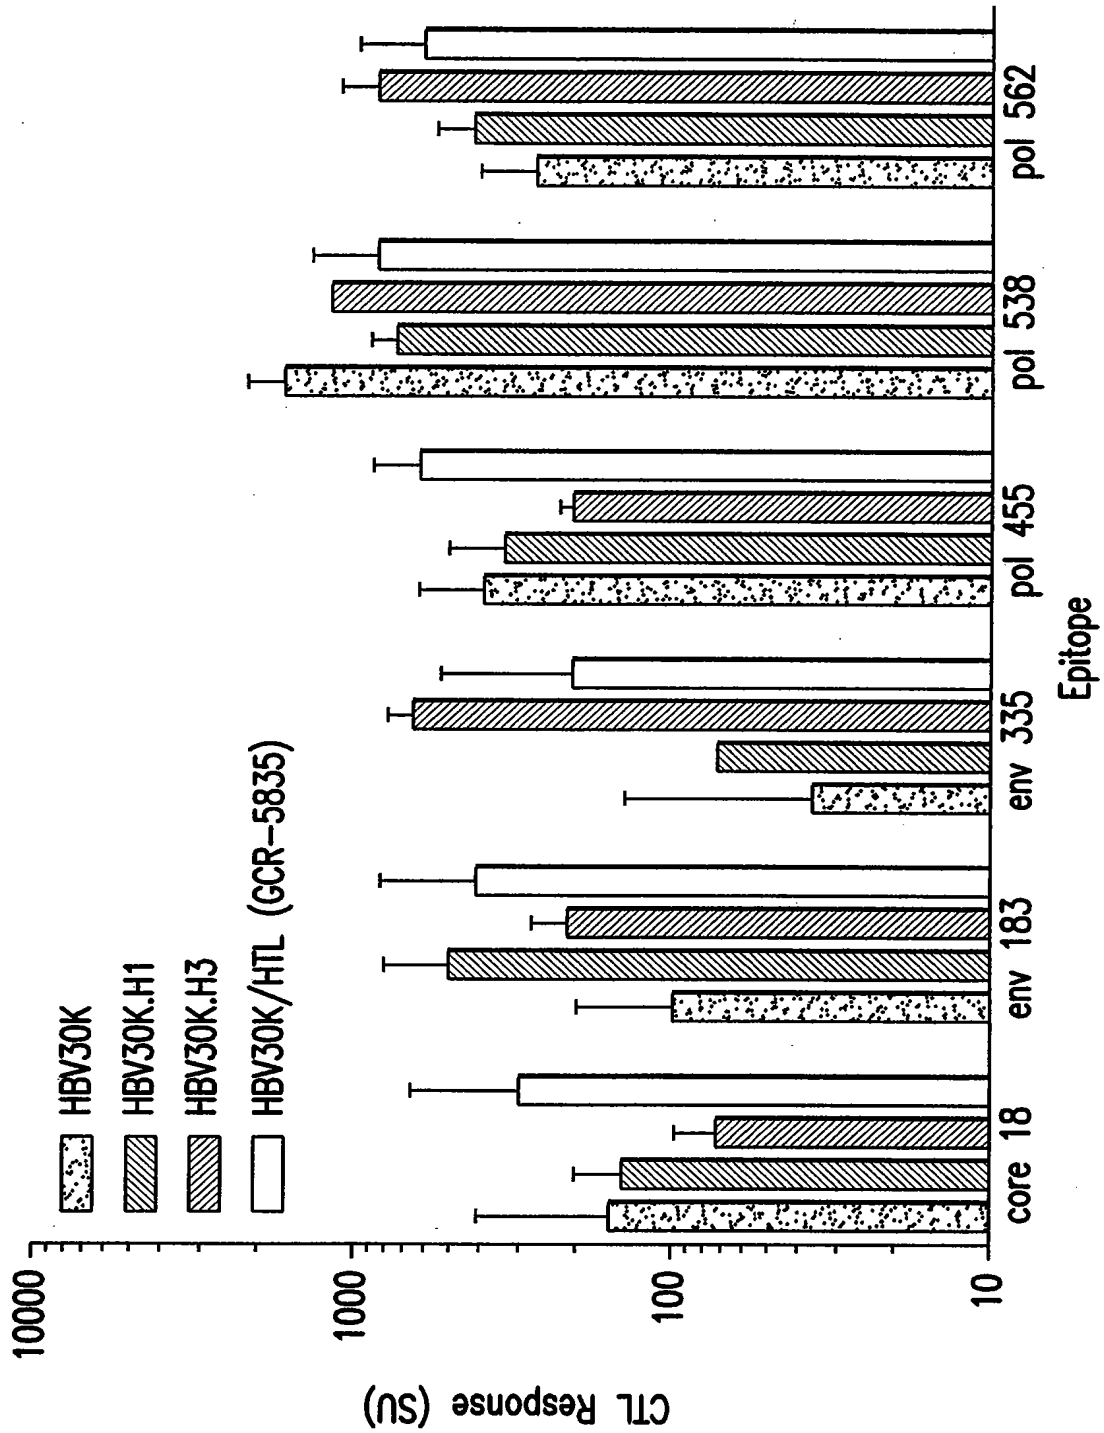 HBV30K
HBV30K.H1
HBV30K.H3
HBV30K/HTL (GCR-5835)
CTL Response (SU)
10000
1000
100
10
core 18
env 183
env 335
pol 455
pol 538
pol 562
Epitope